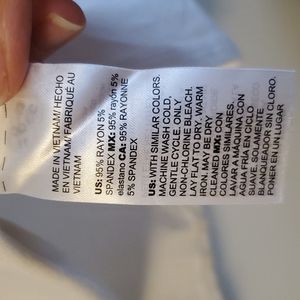 MADE IN VIETNAM/ HECHO
EN VIETNAM/ FABRIQUÉ AU
VIETNAM
US: 95% RAYON 5%
SPANDEX MX: 95% rayon 5%
elastano CA: 95% RAYONNE
5% SPANDEX
US: WITH SIMILAR COLORS.
MACHINE WASH COLD,
GENTLE CYCLE. ONLY
NON-CHLORINE BLEACH.
LAY FLAT TO DRY. WARM
IRON. MAY BE DRY
CLEANED MX: CON
COLORES SIMILARES.
LAVAR A MAQUINA CON
AGUA FRÍA EN CICLO
SUAVE. SOLAMENTE
BLANQUEADOR SIN CLORO.
PONER EN UN LUGAR